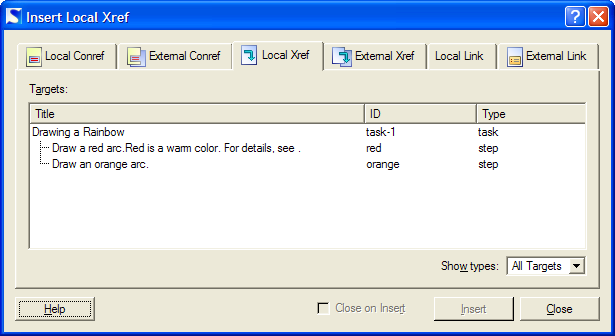 Insert Local Xref
Local Conref External Conref Local Xref External Xref Local Link External Link
Targets:
Title ID Type
Drawing a Rainbow task-1 task
Draw a red arc.Red is a warm color. For details, see . red step
Draw an orange arc. orange step
Show types: All Targets
Help Close on Insert Insert Close